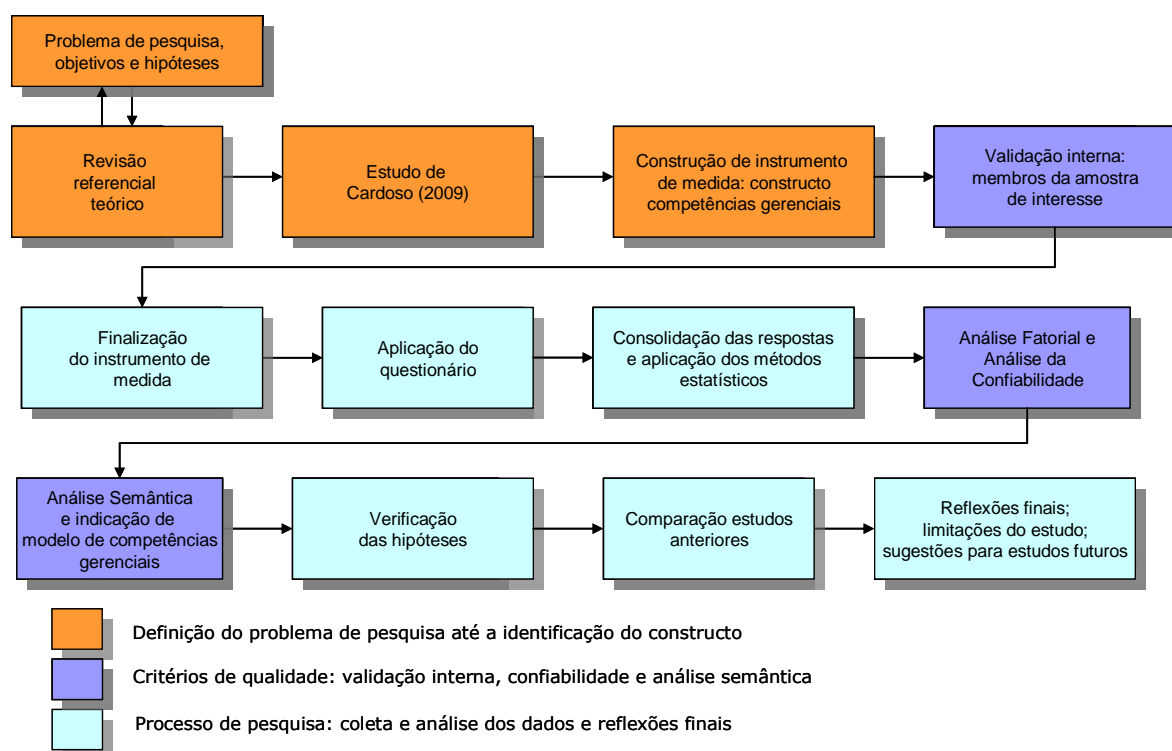 Problema de pesquisa,
objetivos e hipóteses
Revisão
referencial
teórico
Estudo de
Cardoso (2009)
Construção de instrumento
de medida: constructo
competências gerenciais
Validação interna:
membros da amostra
de interesse
Finalização
do instrumento de
medida
Aplicação do
questionário
Consolidação das respostas
e aplicação dos métodos
estatísticos
Análise Fatorial e
Análise da
Confiabilidade
Análise Semântica
e indicação de
modelo de competências
gerenciais
Verificação
das hipóteses
Comparação estudos
anteriores
Reflexões finais;
limitações do estudo;
sugestões para estudos futuros
Definição do problema de pesquisa até a identificação do constructo
Critérios de qualidade: validação interna, confiabilidade e análise semântica
Processo de pesquisa: coleta e análise dos dados e reflexões finais